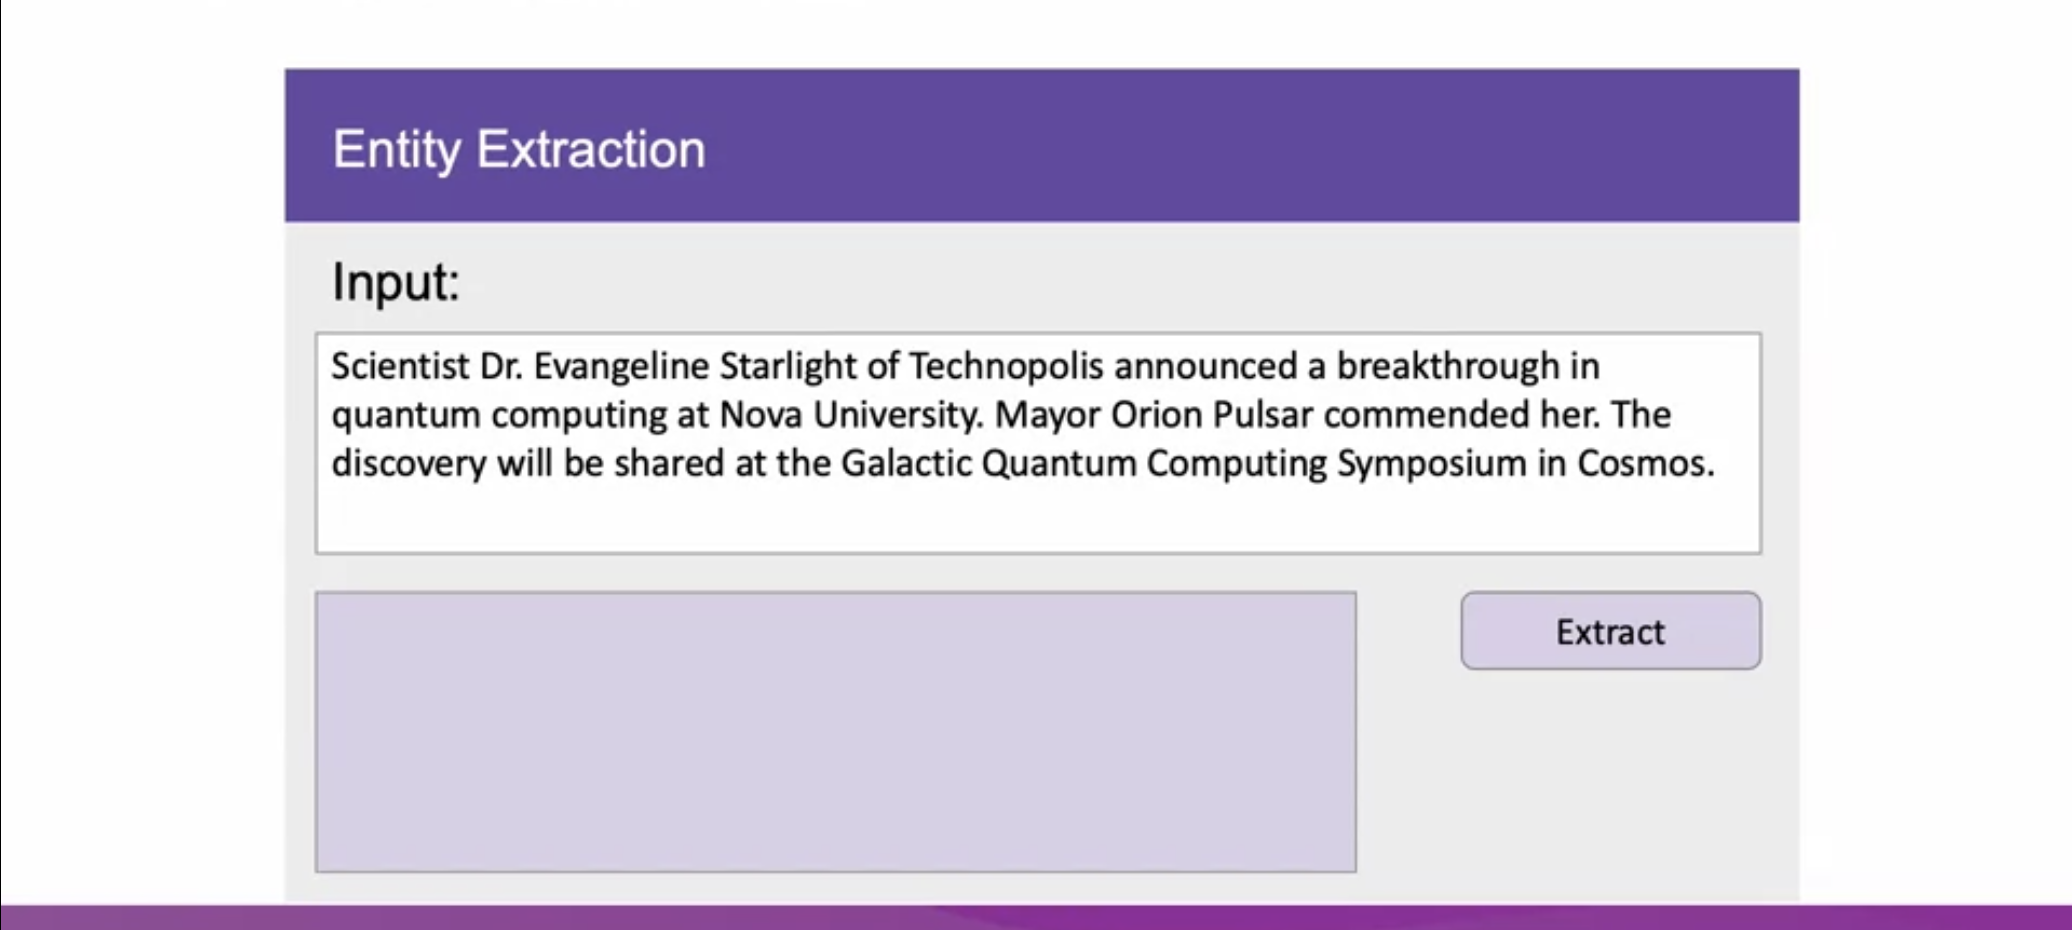 Entity Extraction
Input:
Scientist Dr. Evangeline Starlight of Technopolis announced a breakthrough in
quantum computing at Nova University. Mayor Orion Pulsar commended her. The
discovery will be shared at the Galactic Quantum Computing Symposium in Cosmos.
Extract